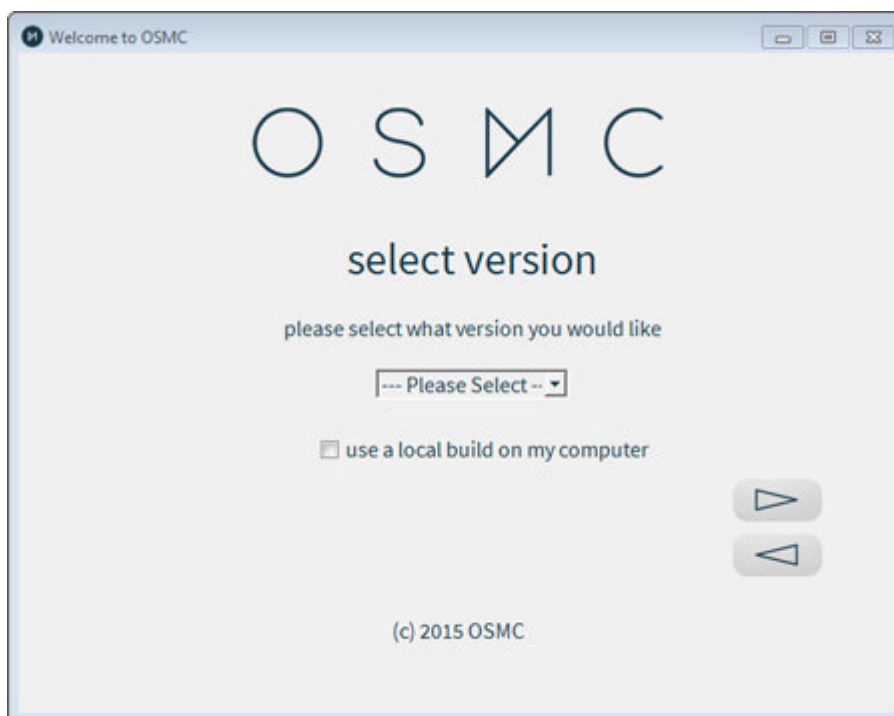 Welcome to OSMC
OSMC
select version
please select what version you would like
--- Please Select --
use a local build on my computer
(c) 2015 OSMC